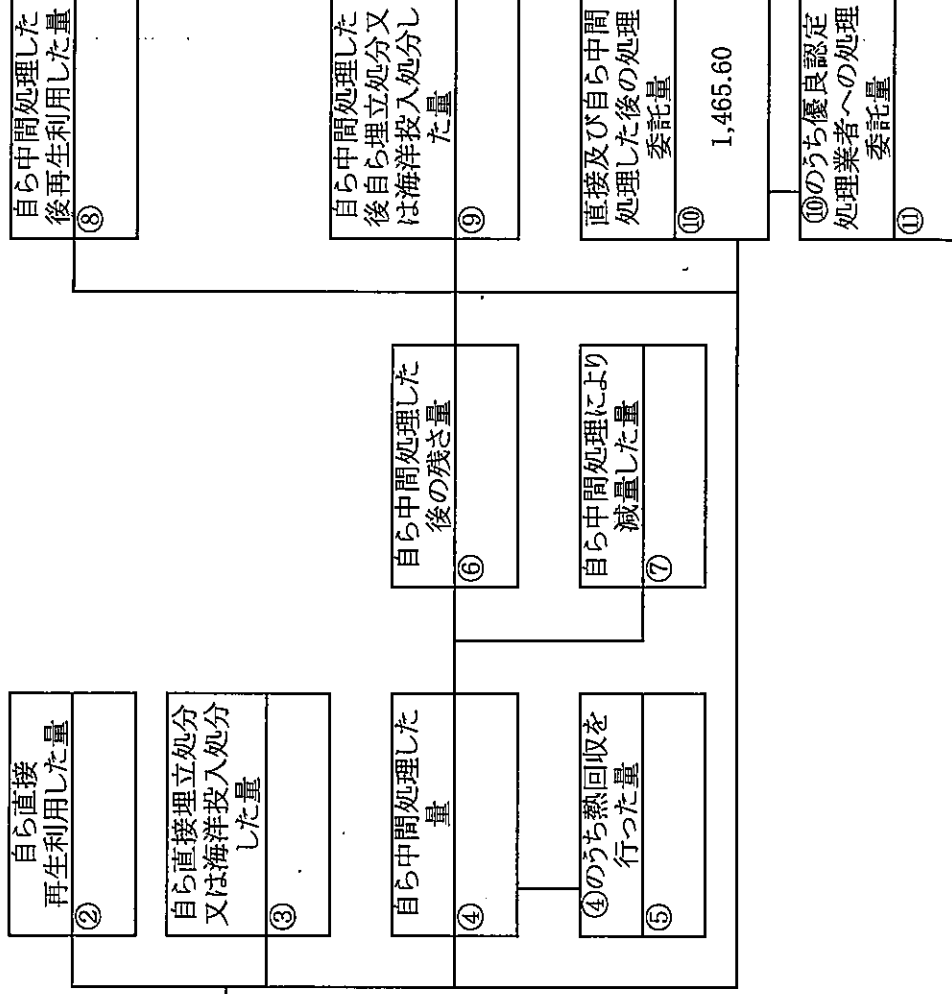 自ら直接
再生利用した量
②
自ら直接埋立処分
又は海洋投入処分
した量
③
自ら中間処理した
量
④
④のうち熱回収を
行った量
⑤
自ら中間処理した
後の残さ量
⑥
自ら中間処理により
減量した量
⑦
自ら中間処理した
後再生利用した量
⑧
自ら中間処理した
後自ら埋立処分又
は海洋投入処分し
た量
⑨
直接及び自ら中間
処理した後の処理
委託量
⑩
1,465.60
⑩のうち優良認定
処理業者への処理
委託量
⑪